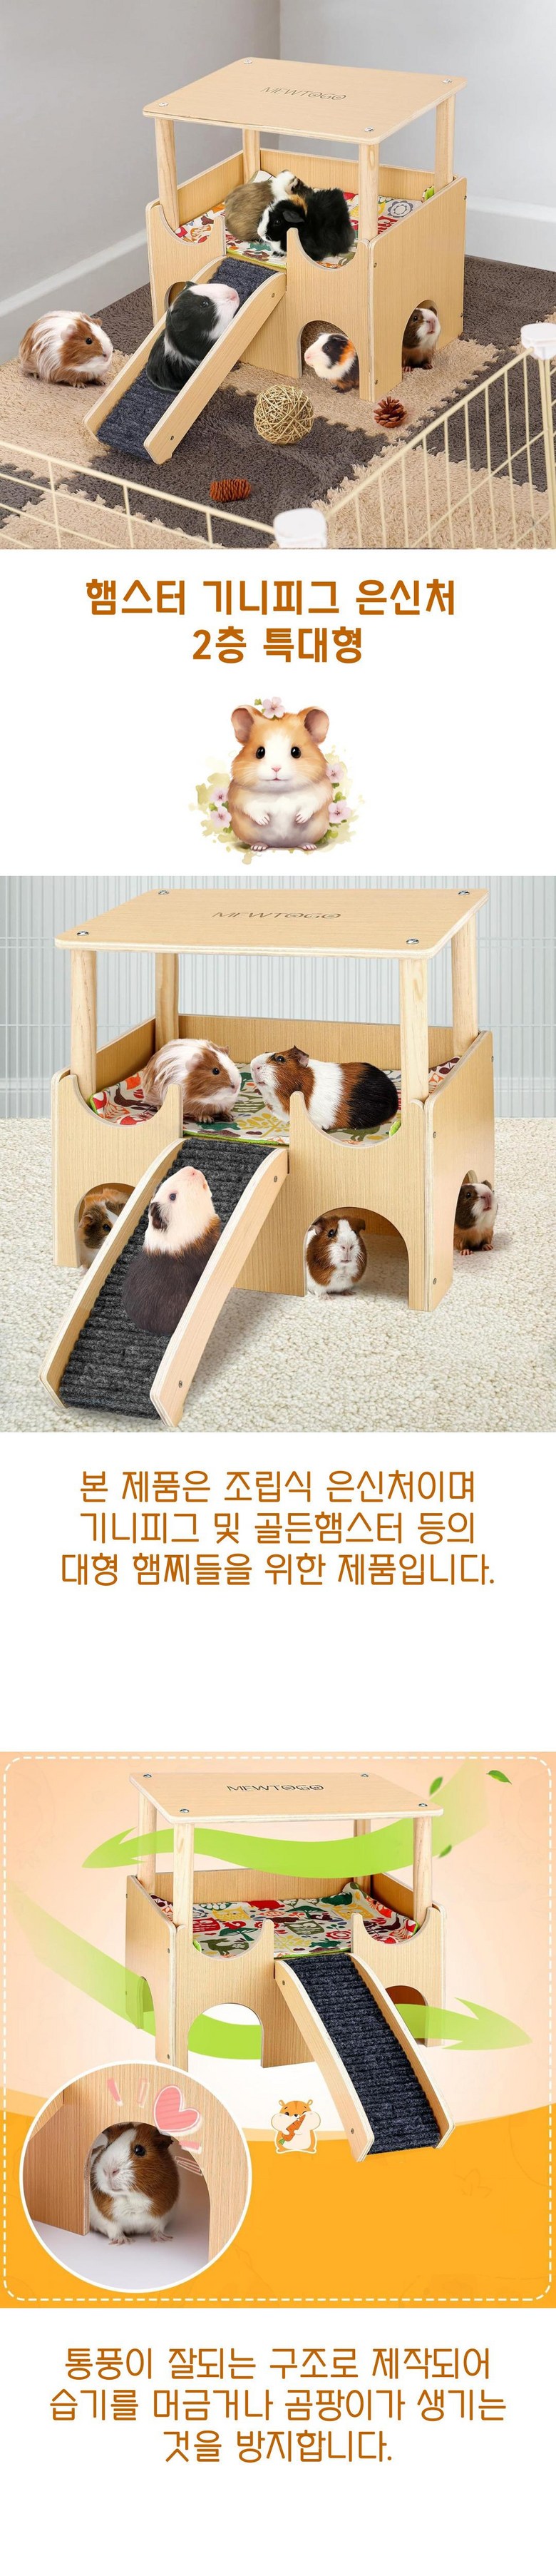 MEWTOGO
햄스터 기니피그 은신처
2층 특대형
MEWTOGO
본 제품은 조립식 은신처이며
기니피그 및 골든햄스터 등의
대형 햄찌들을 위한 제품입니다.
MEWTOGO
통풍이 잘되는 구조로 제작되어
습기를 머금거나 곰팡이가 생기는
것을 방지합니다.